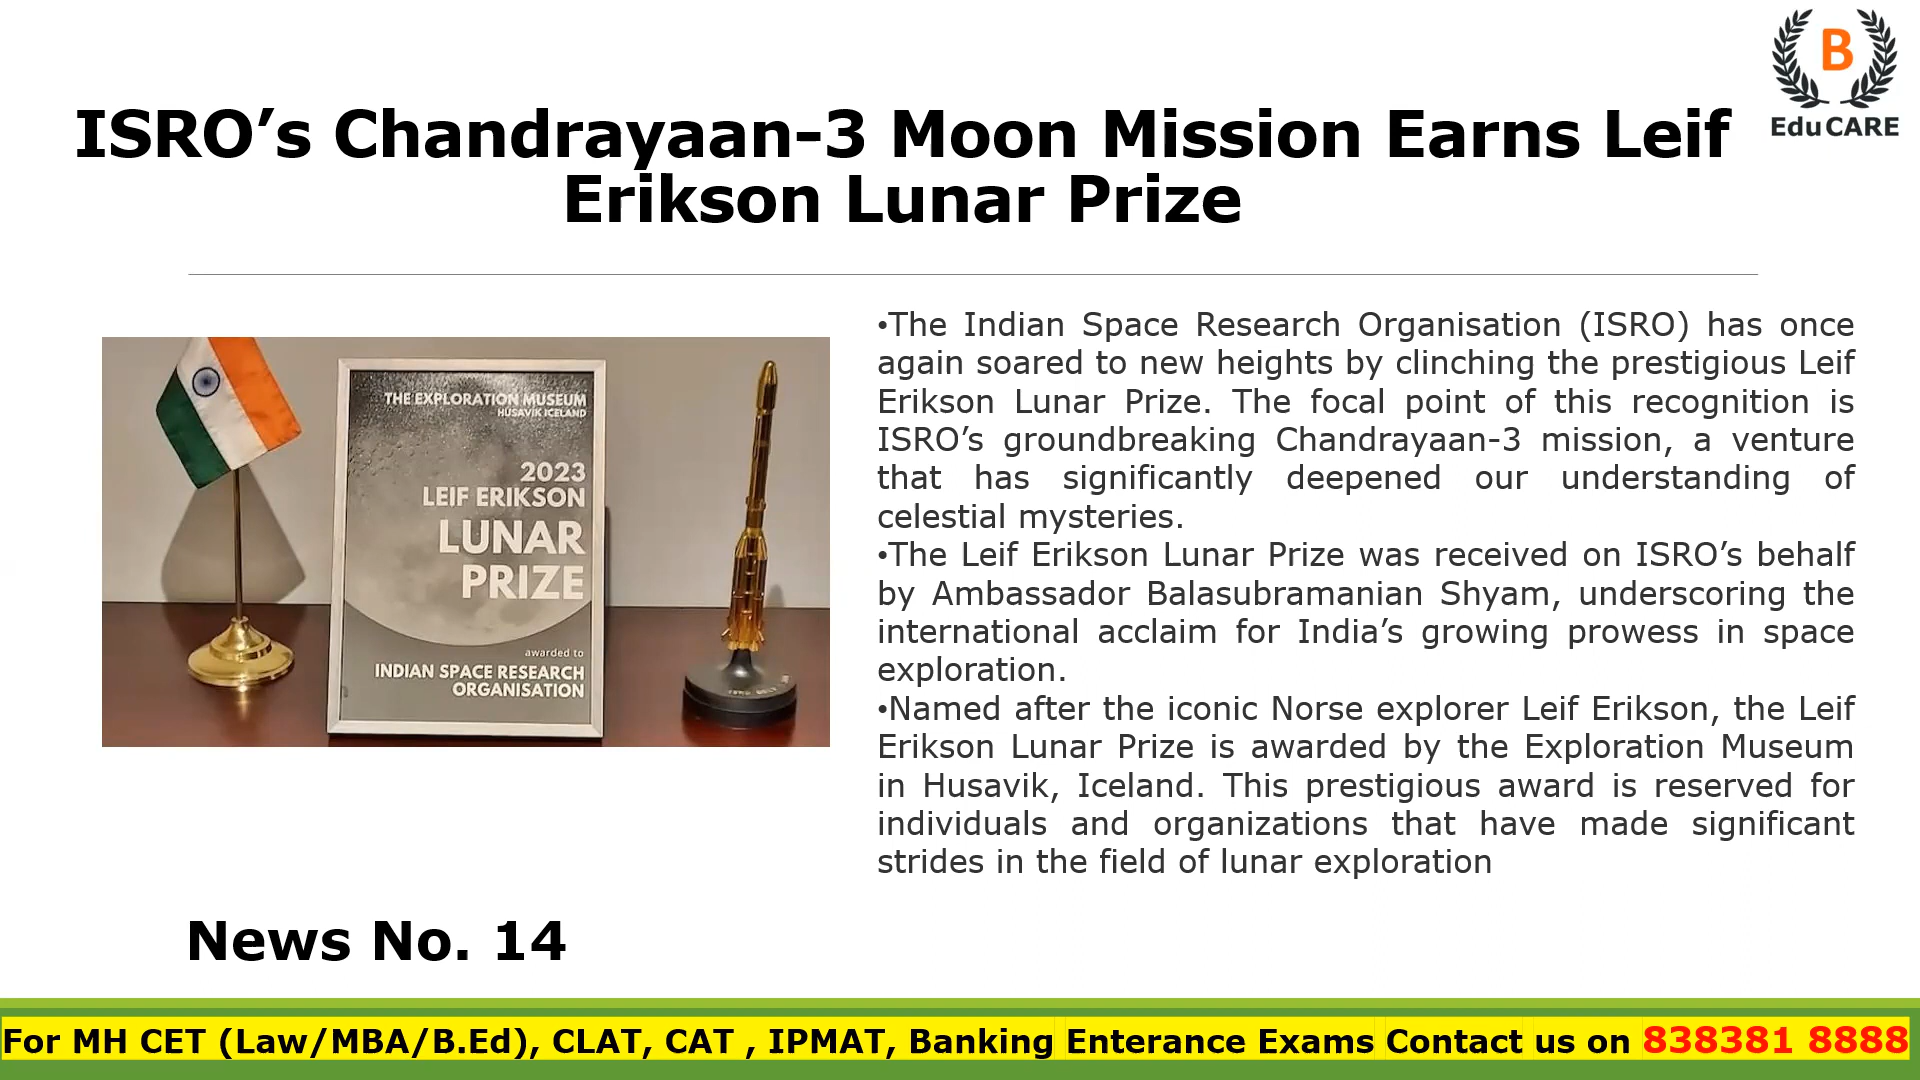 B
EduCARE
ISRO’s Chandrayaan-3 Moon Mission Earns Leif
Erikson Lunar Prize
THE EXPLORATION MUSEUM
HUSAVIK ICELAND
2023
LEIF ERIKSON
LUNAR
PRIZE
awarded to
INDIAN SPACE RESEARCH
ORGANISATION
•The Indian Space Research Organisation (ISRO) has once
again soared to new heights by clinching the prestigious Leif
Erikson Lunar Prize. The focal point of this recognition is
ISRO’s groundbreaking Chandrayaan-3 mission, a venture
that has significantly deepened our understanding of
celestial mysteries.
•The Leif Erikson Lunar Prize was received on ISRO’s behalf
by Ambassador Balasubramanian Shyam, underscoring the
international acclaim for India’s growing prowess in space
exploration.
•Named after the iconic Norse explorer Leif Erikson, the Leif
Erikson Lunar Prize is awarded by the Exploration Museum
in Husavik, Iceland. This prestigious award is reserved for
individuals and organizations that have made significant
strides in the field of lunar exploration
News No. 14
For MH CET (Law/MBA/B.Ed), CLAT, CAT , IPMAT, Banking Enterance Exams Contact us on 838381 8888